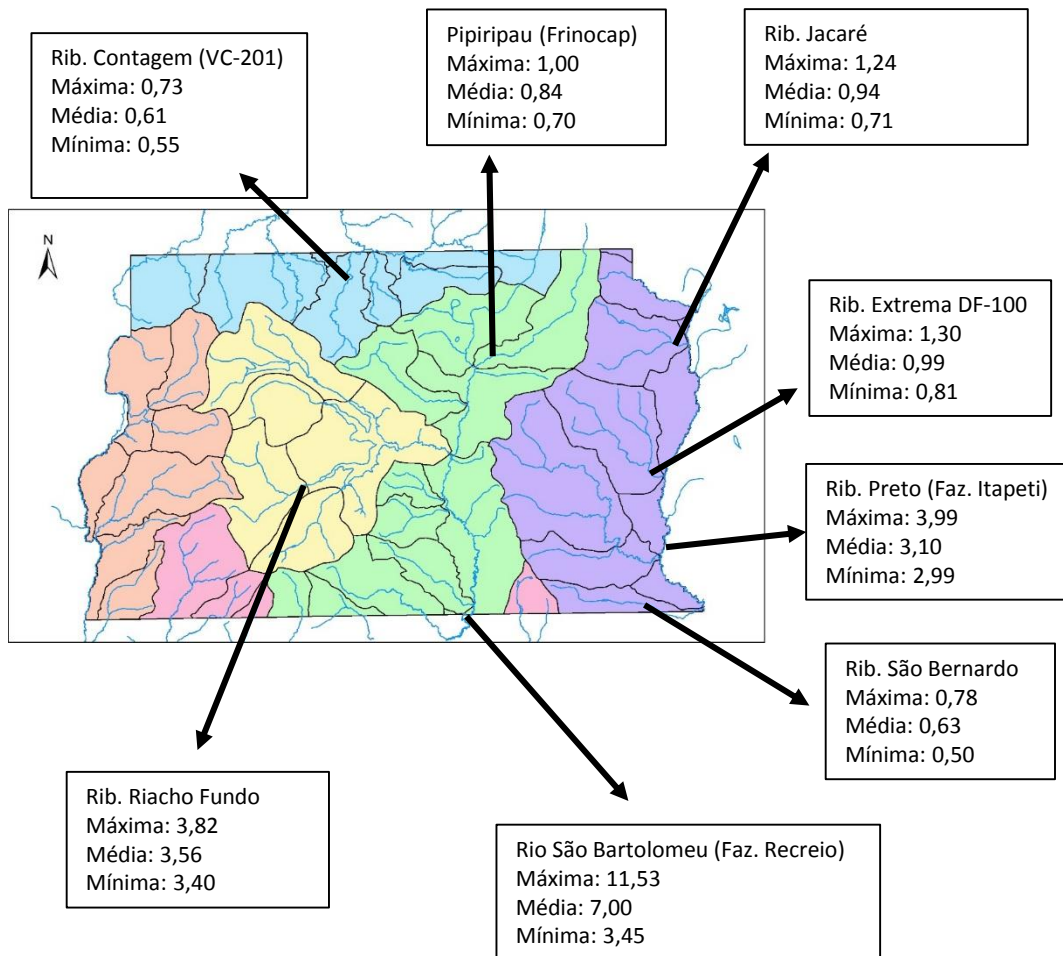 Rib. Contagem (VC-201)
Máxima: 0,73
Média: 0,61
Mínima: 0,55
Pipiripau (Frinocap)
Máxima: 1,00
Média: 0,84
Mínima: 0,70
Rib. Jacaré
Máxima: 1,24
Média: 0,94
Mínima: 0,71
N
Rib. Extrema DF-100
Máxima: 1,30
Média: 0,99
Mínima: 0,81
Rib. Preto (Faz. Itapeti)
Máxima: 3,99
Média: 3,10
Mínima: 2,99
Rib. São Bernardo
Máxima: 0,78
Média: 0,63
Mínima: 0,50
Rib. Riacho Fundo
Máxima: 3,82
Média: 3,56
Mínima: 3,40
Rio São Bartolomeu (Faz. Recreio)
Máxima: 11,53
Média: 7,00
Mínima: 3,45